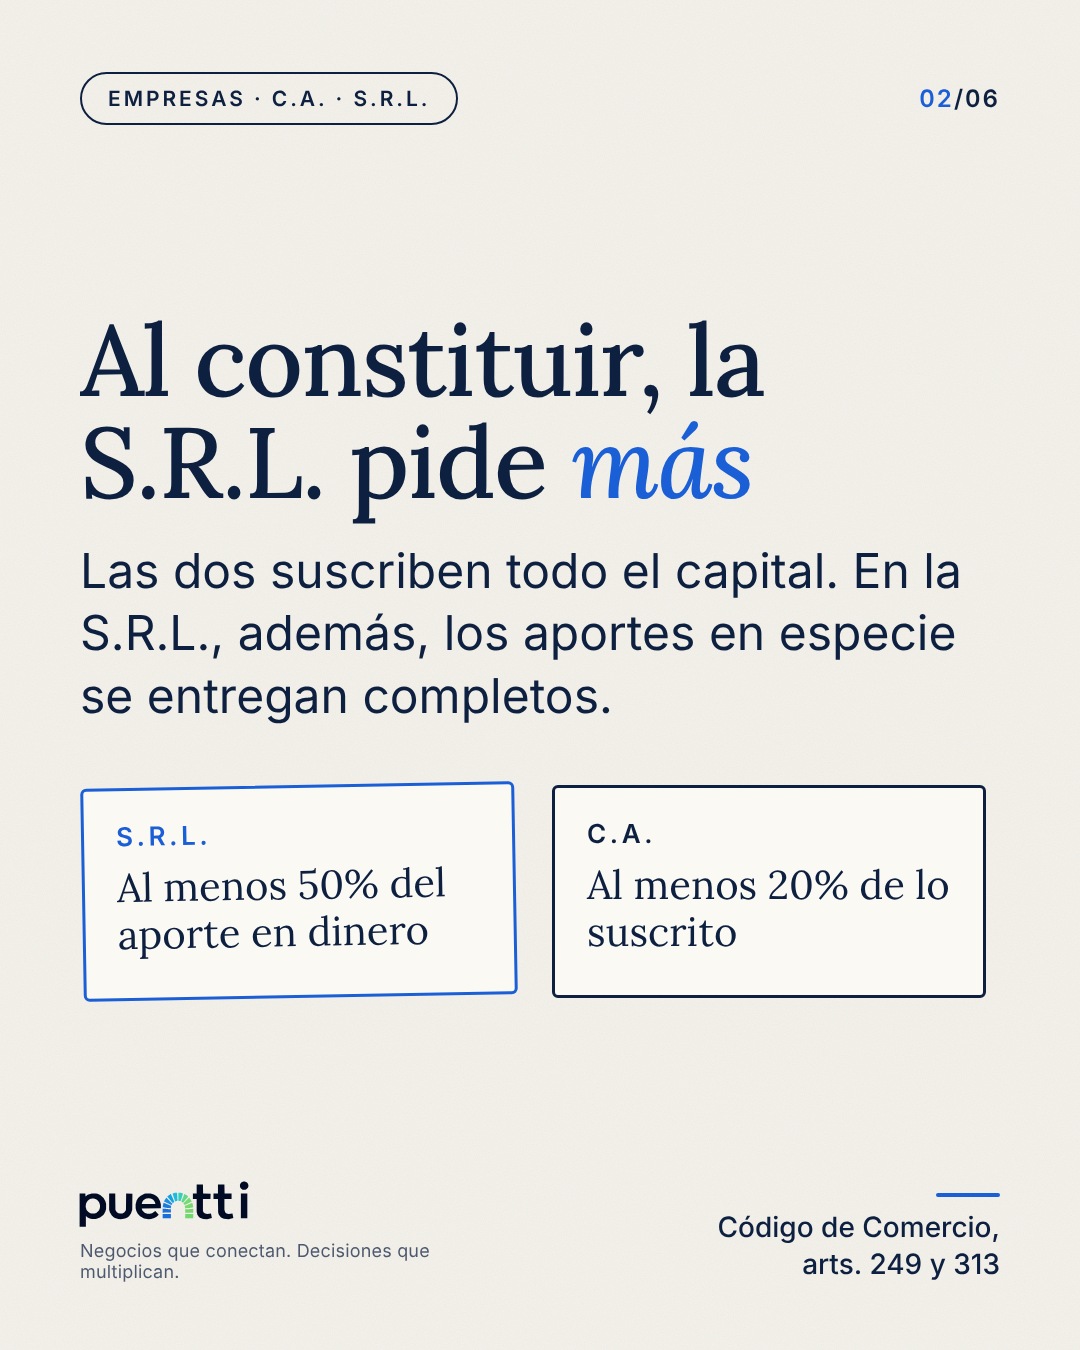 EMPRESAS · C.A. · S.R.L.
02/06
Al constituir, la
S.R.L. pide más
Las dos suscriben todo el capital. En la
S.R.L., además, los aportes en especie
se entregan completos.
S.R.L.
Al menos 50% del
aporte en dinero
C.A.
Al menos 20% de lo
suscrito
puentti
Negocios que conectan. Decisiones que
multiplican.
Código de Comercio,
arts. 249 y 313